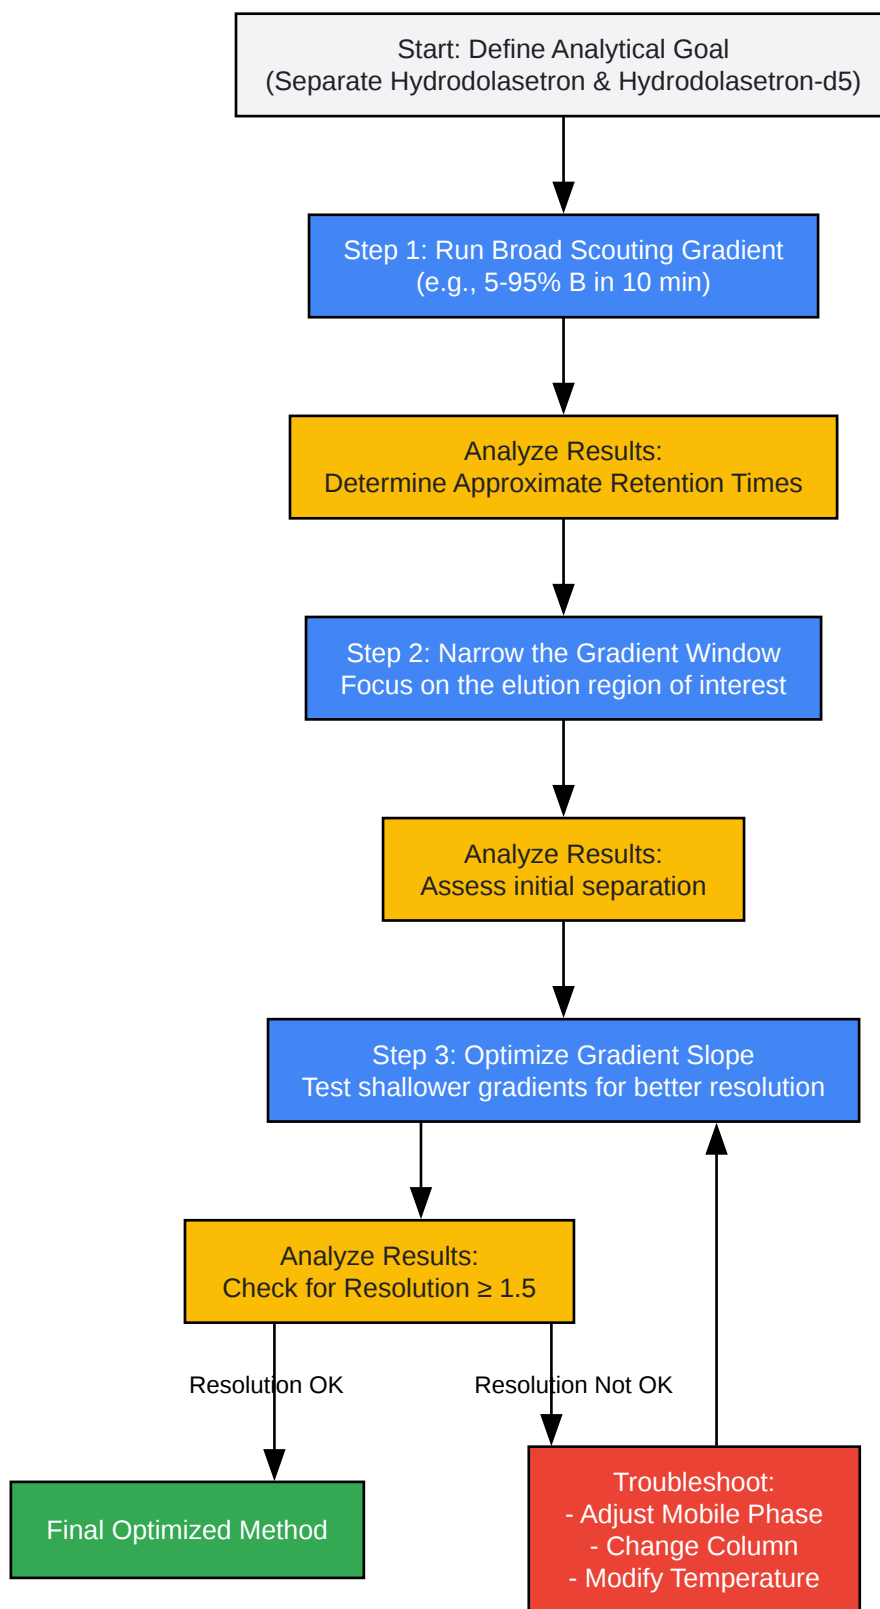 Start: Define Analytical Goal
(Separate Hydrodolasetron & Hydrodolasetron-d5)
Step 1: Run Broad Scouting Gradient
(e.g., 5-95% B in 10 min)
Analyze Results:
Determine Approximate Retention Times
Step 2: Narrow the Gradient Window
Focus on the elution region of interest
Analyze Results:
Assess initial separation
Step 3: Optimize Gradient Slope
Test shallower gradients for better resolution
Analyze Results:
Check for Resolution ≥ 1.5
Resolution OK
Resolution Not OK
Final Optimized Method
Troubleshoot:
- Adjust Mobile Phase
- Change Column
- Modify Temperature